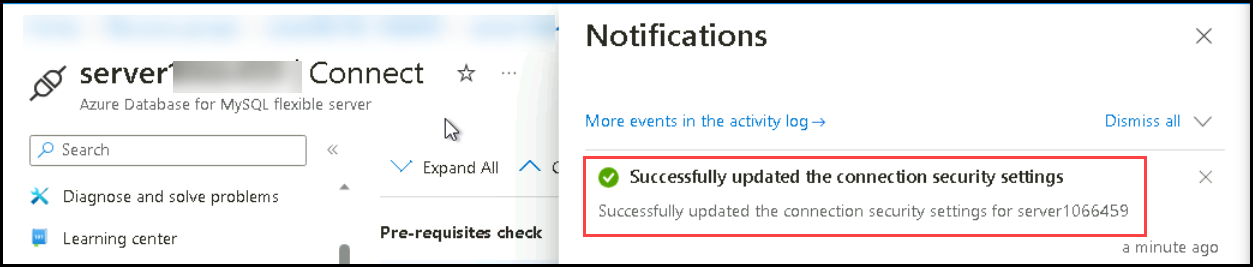 server | Connect
Azure Database for MySQL flexible server
Search
Diagnose and solve problems
Learning center
Expand All
Pre-requisites check
Notifications
More events in the activity log →
Dismiss all
Successfully updated the connection security settings
Successfully updated the connection security settings for server1066459
a minute ago